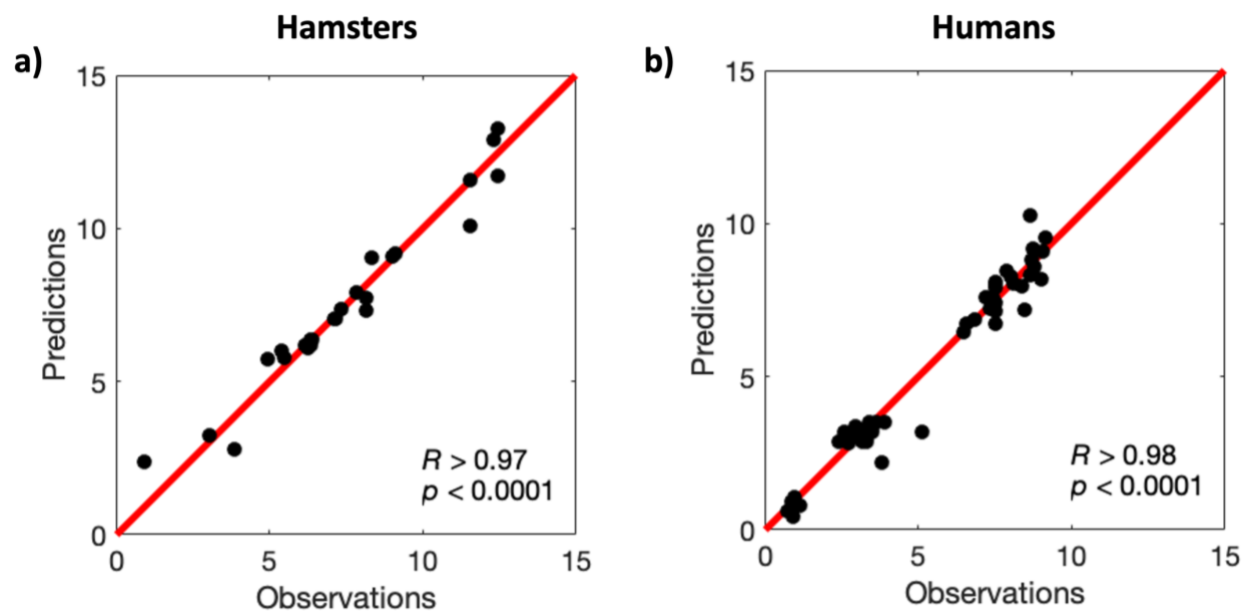 Hamsters
a)
15
10
5
0
0 5 10 15
Predictions
Observations
R > 0.97
p < 0.0001
Humans
b)
15
10
5
0
0 5 10 15
Predictions
Observations
R > 0.98
p < 0.0001